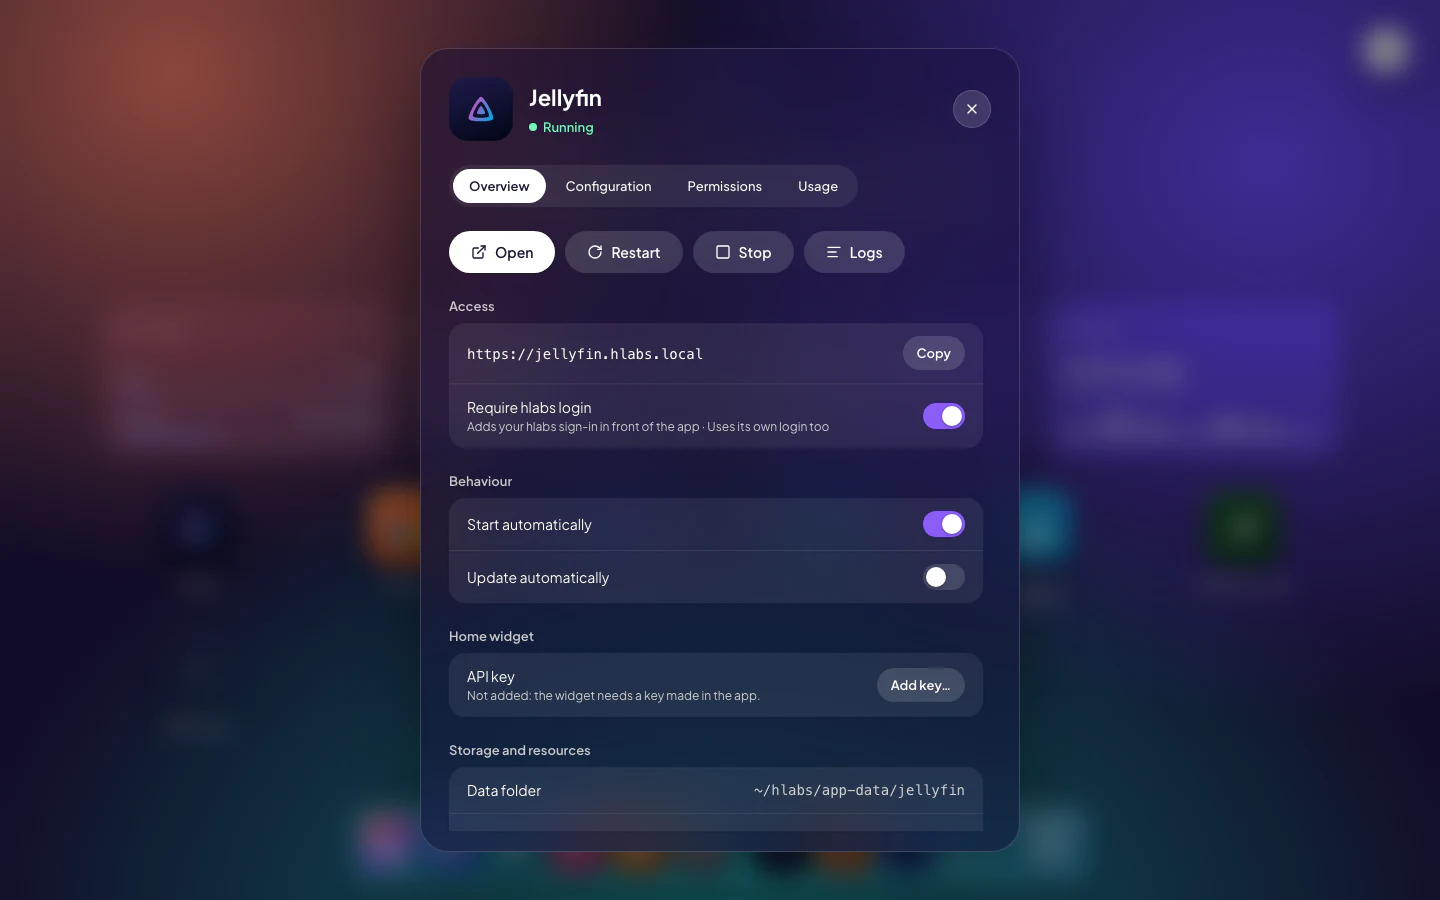 Jellyfin
Running
Overview
Configuration
Permissions
Usage
Open
Restart
Stop
Logs
Access
https://jellyfin.hlabs.local
Copy
Require hlabs login
Adds your hlabs sign-in in front of the app · Uses its own login too
Behaviour
Start automatically
Update automatically
Home widget
API key
Not added: the widget needs a key made in the app.
Add key…
Storage and resources
Data folder
~/hlabs/app-data/jellyfin